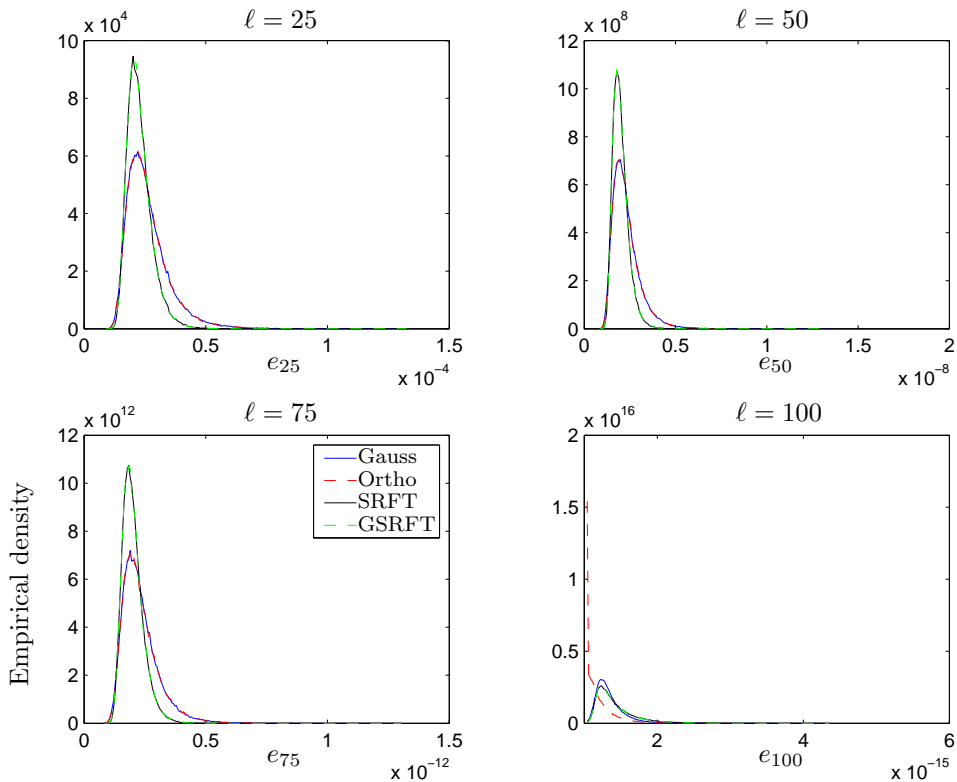 ℓ = 25
x 10^4
10
8
6
4
2
0
0 0.5 1 1.5
e_25
x 10^-4
ℓ = 50
x 10^8
12
10
8
6
4
2
0
0 0.5 1 1.5 2
e_50
x 10^-8
ℓ = 75
x 10^12
12
10
8
6
4
2
0
0 0.5 1 1.5
e_75
x 10^-12
Empirical density
Gauss
Ortho
SRFT
GSRFT
ℓ = 100
x 10^16
2
1.5
1
0.5
0
2 4 6
e_100
x 10^-15